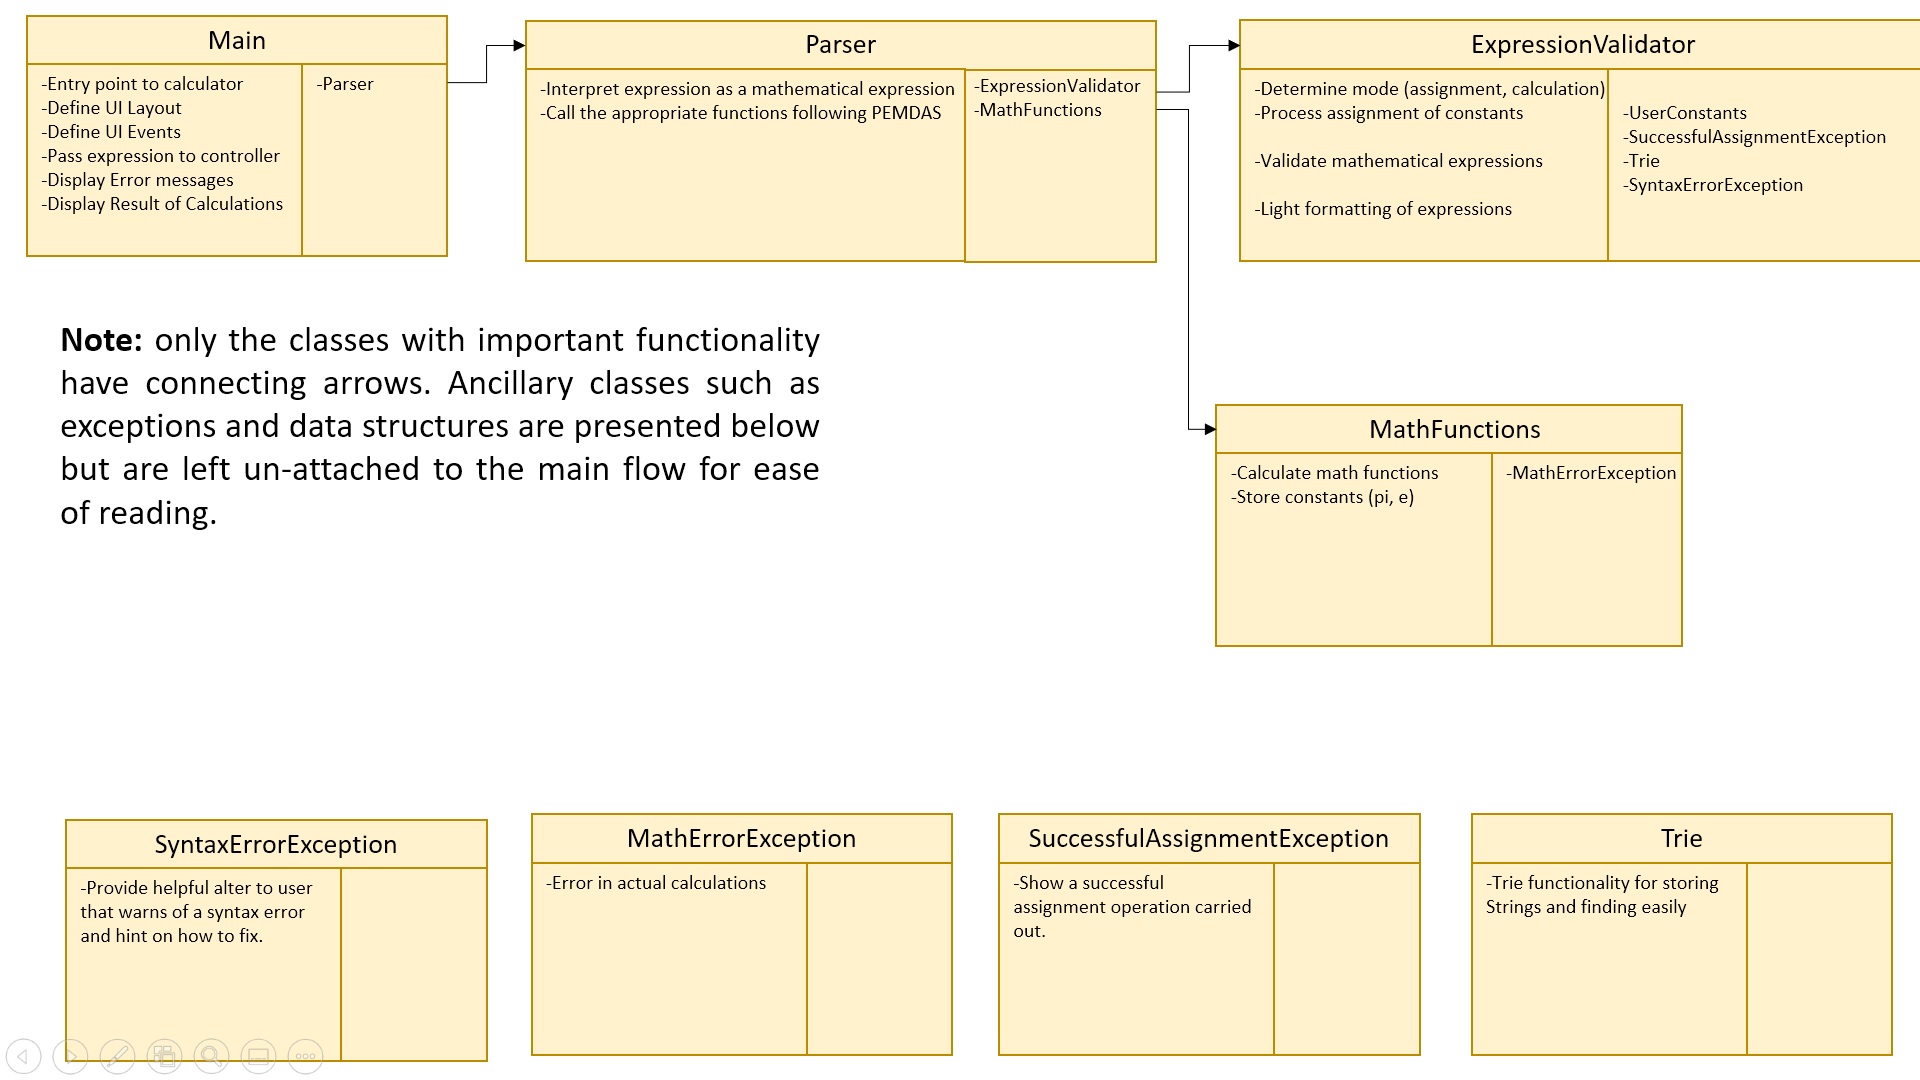 Main
-Entry point to calculator
-Define UI Layout
-Define UI Events
-Pass expression to controller
-Display Error messages
-Display Result of Calculations
-Parser
Parser
-Interpret expression as a mathematical expression
-Call the appropriate functions following PEMDAS
-ExpressionValidator
-MathFunctions
ExpressionValidator
-Determine mode (assignment, calculation)
-Process assignment of constants
-Validate mathematical expressions
-Light formatting of expressions
-UserConstants
-SuccessfulAssignmentException
-Trie
-SyntaxErrorException
Note: only the classes with important functionality
have connecting arrows. Ancillary classes such as
exceptions and data structures are presented below
but are left un-attached to the main flow for ease
of reading.
MathFunctions
-Calculate math functions
-Store constants (pi, e)
-MathErrorException
SyntaxErrorException
-Provide helpful alter to user
that warns of a syntax error
and hint on how to fix.
MathErrorException
-Error in actual calculations
SuccessfulAssignmentException
-Show a successful
assignment operation carried
out.
Trie
-Trie functionality for storing
Strings and finding easily